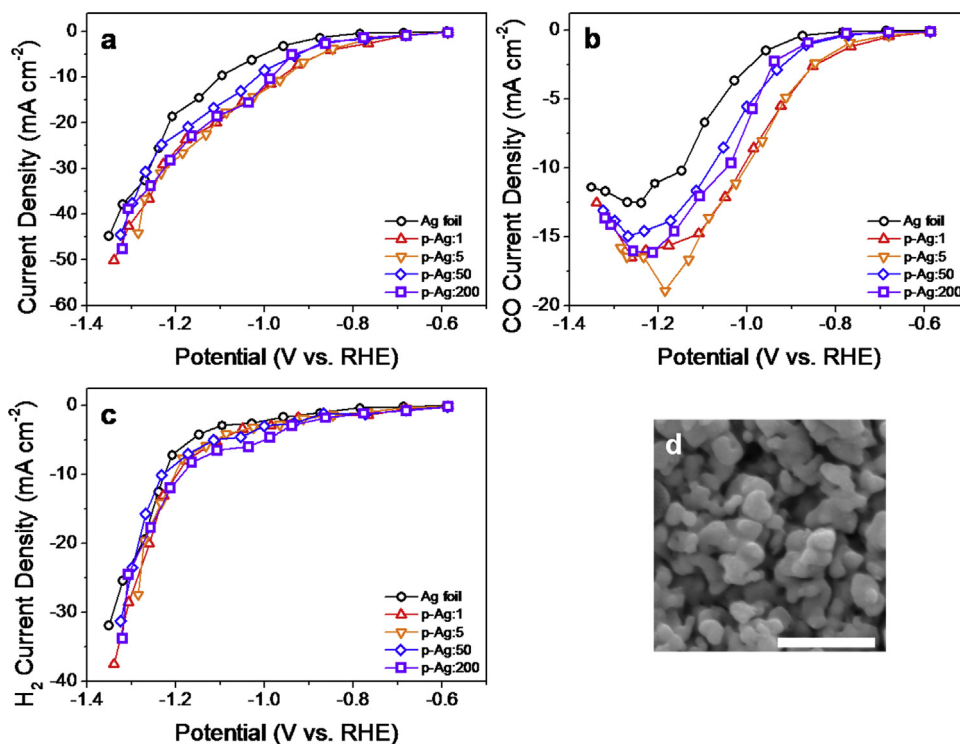 a
0
-10
-20
-30
-40
-50
-60
Current Density (mA cm⁻²)
Ag foil
p-Ag:1
p-Ag:5
p-Ag:50
p-Ag:200
-1.4 -1.2 -1.0 -0.8 -0.6
Potential (V vs. RHE)
b
0
-5
-10
-15
-20
CO Current Density (mA cm⁻²)
Ag foil
p-Ag:1
p-Ag:5
p-Ag:50
p-Ag:200
-1.4 -1.2 -1.0 -0.8 -0.6
Potential (V vs. RHE)
c
0
-10
-20
-30
-40
H₂ Current Density (mA cm⁻²)
Ag foil
p-Ag:1
p-Ag:5
p-Ag:50
p-Ag:200
-1.4 -1.2 -1.0 -0.8 -0.6
Potential (V vs. RHE)
d